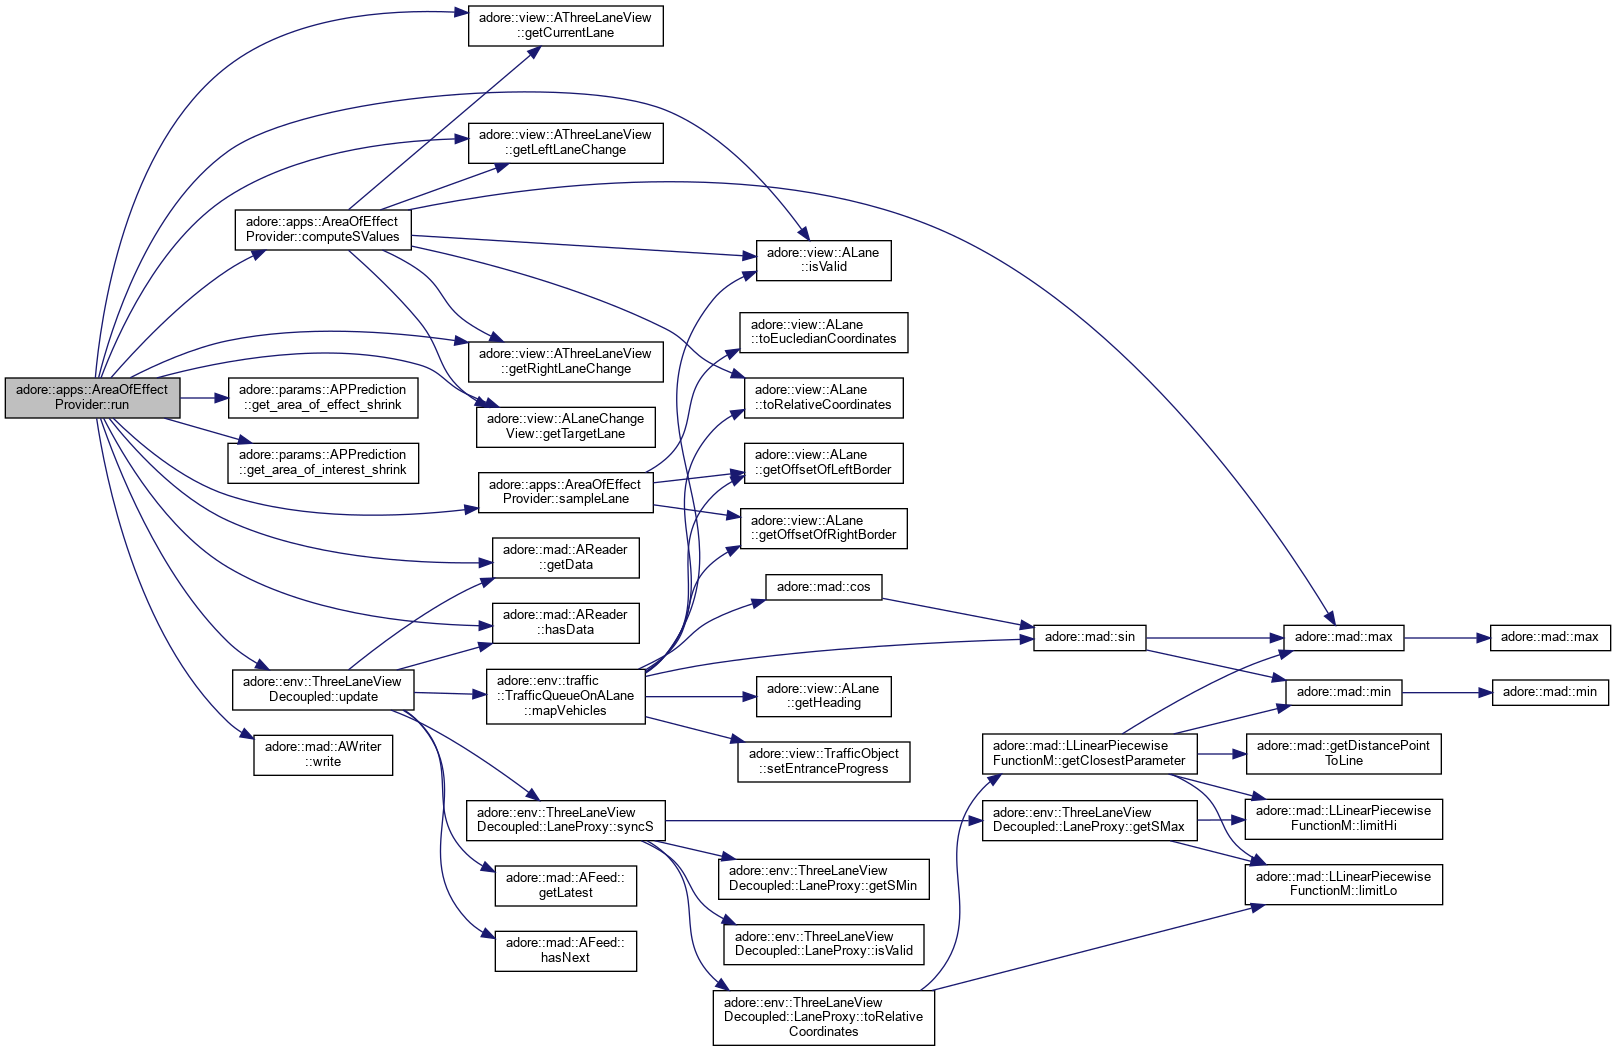 adore::view::AThreeLaneView
::getCurrentLane
adore::view::AThreeLaneView
::getLeftLaneChange
adore::apps::AreaOfEffect
Provider::computeSValues
adore::view::ALane
::isValid
adore::view::ALane
::toEucledianCoordinates
adore::view::AThreeLaneView
::getRightLaneChange
adore::apps::AreaOfEffect
Provider::run
adore::params::APPrediction
::get_area_of_effect_shrink
adore::view::ALane
::toRelativeCoordinates
adore::view::ALaneChange
View::getTargetLane
adore::params::APPrediction
::get_area_of_interest_shrink
adore::view::ALane
::getOffsetOfLeftBorder
adore::apps::AreaOfEffect
Provider::sampleLane
adore::view::ALane
::getOffsetOfRightBorder
adore::mad::AReader
::getData
adore::mad::cos
adore::mad::AReader
::hasData
adore::mad::sin
adore::mad::max
adore::mad::max
adore::env::ThreeLaneView
Decoupled::update
adore::env::traffic
::TrafficQueueOnALane
::mapVehicles
adore::view::ALane
::getHeading
adore::mad::min
adore::mad::min
adore::mad::AWriter
::write
adore::view::TrafficObject
::setEntranceProgress
adore::mad::LLinearPiecewise
FunctionM::getClosestParameter
adore::mad::getDistancePoint
ToLine
adore::env::ThreeLaneView
Decoupled::LaneProxy::syncS
adore::env::ThreeLaneView
Decoupled::LaneProxy::getSMax
adore::mad::LLinearPiecewise
FunctionM::limitHi
adore::mad::AFeed::
getLatest
adore::env::ThreeLaneView
Decoupled::LaneProxy::getSMin
adore::mad::LLinearPiecewise
FunctionM::limitLo
adore::mad::AFeed::
hasNext
adore::env::ThreeLaneView
Decoupled::LaneProxy::isValid
adore::env::ThreeLaneView
Decoupled::LaneProxy::toRelative
Coordinates